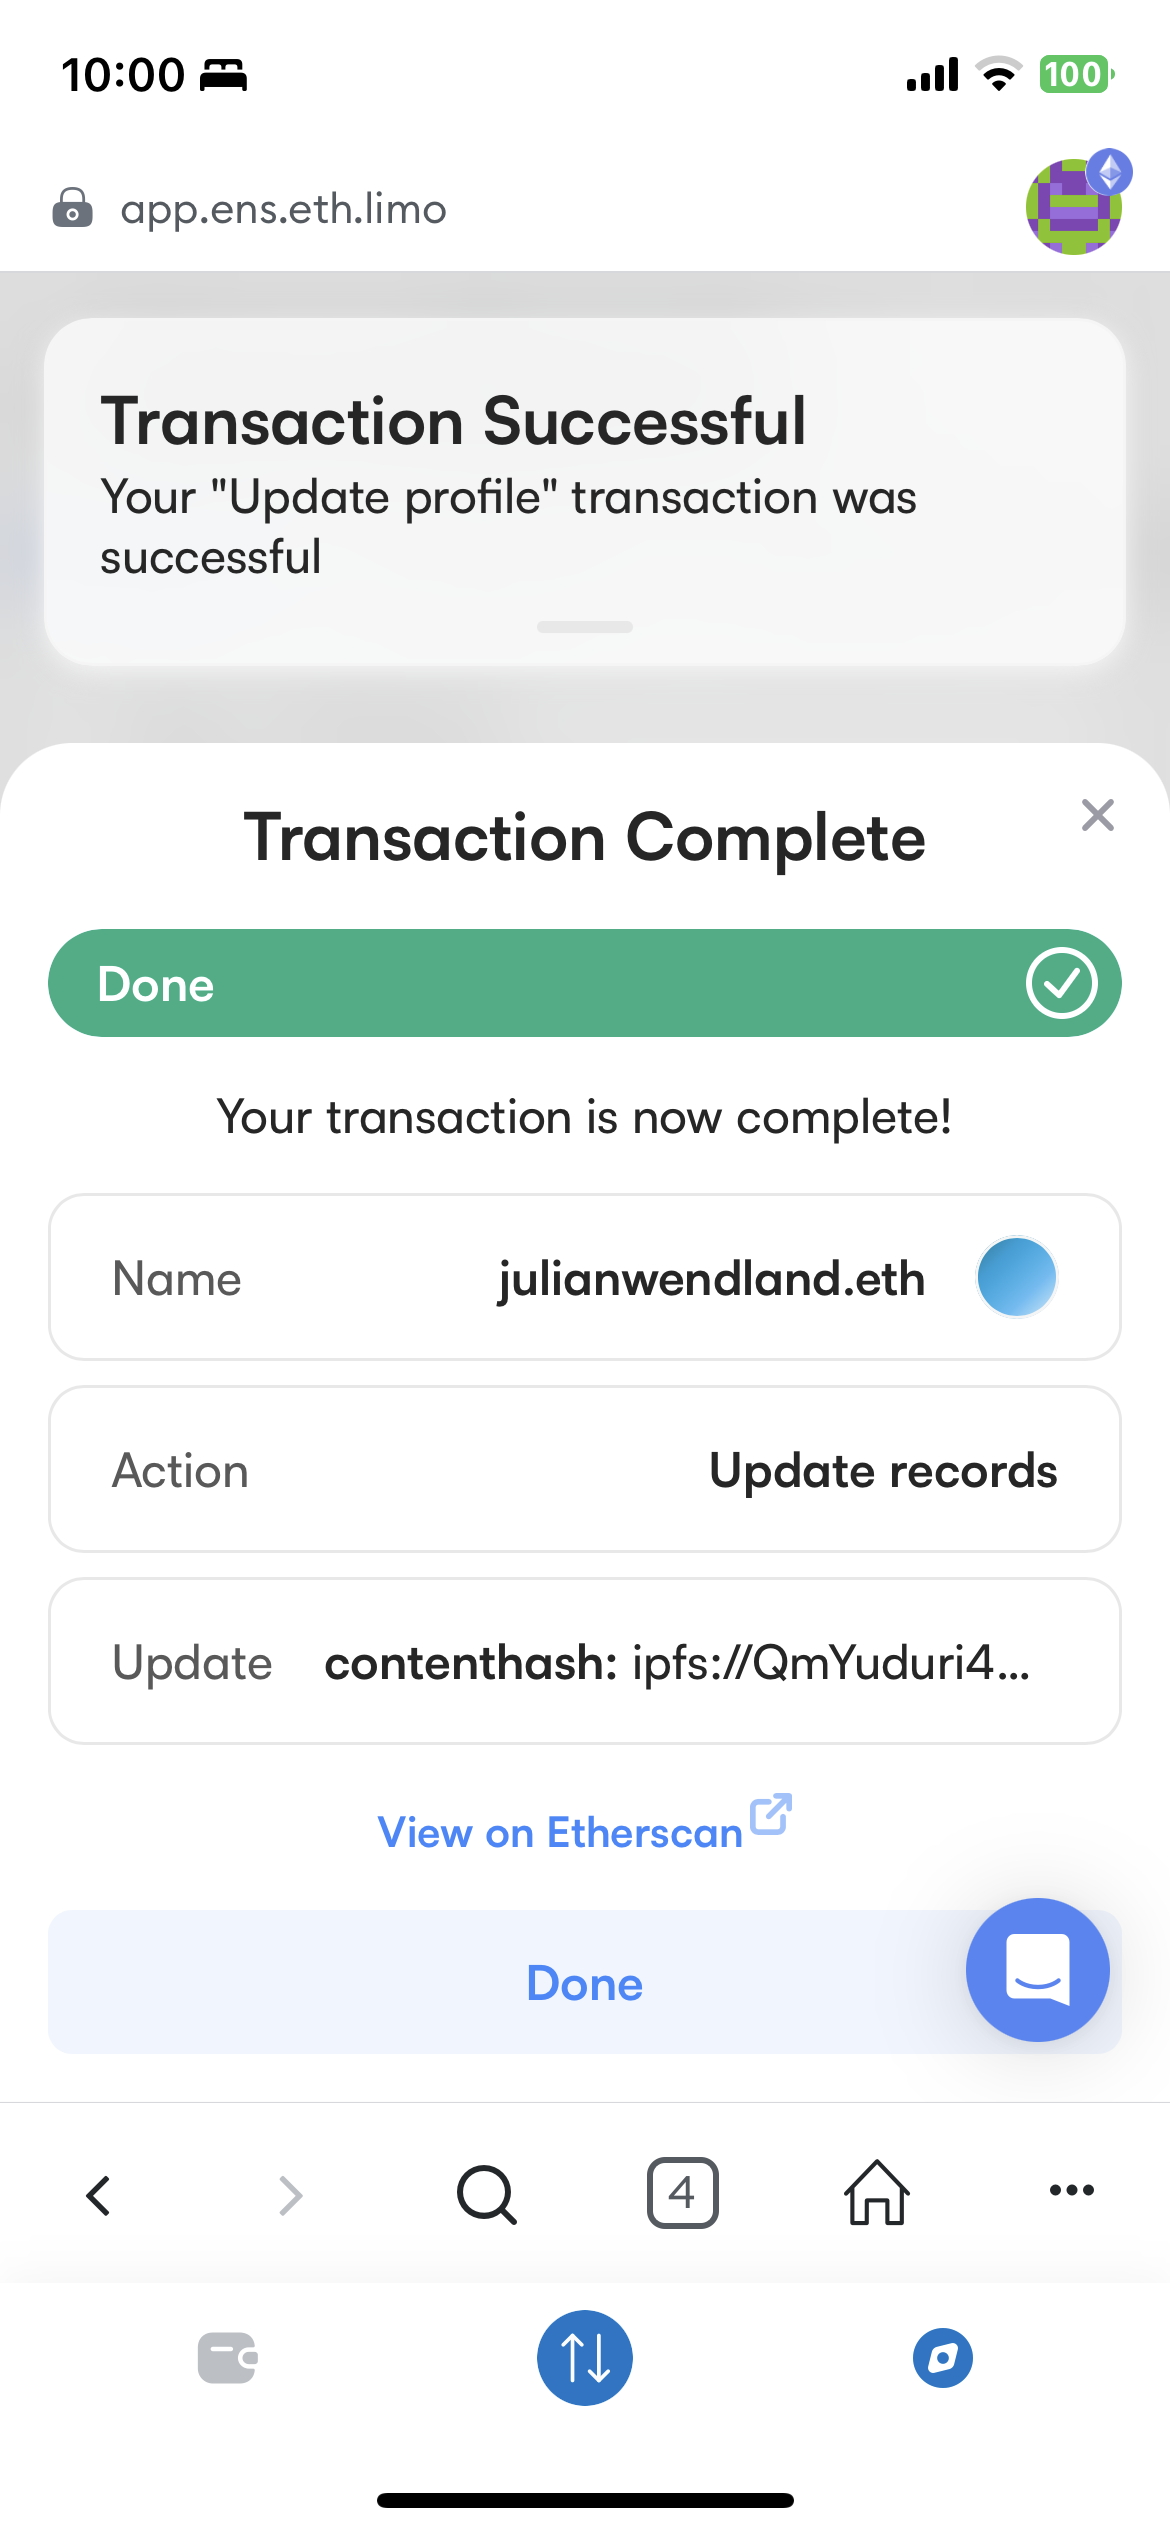 10:00
100
app.ens.eth.limo
Transaction Successful
Your "Update profile" transaction was
successful
Transaction Complete
Done
Your transaction is now complete!
Name julianwendland.eth
Action Update records
Update contenthash: ipfs://QmYuduri4...
View on Etherscan
Done
4